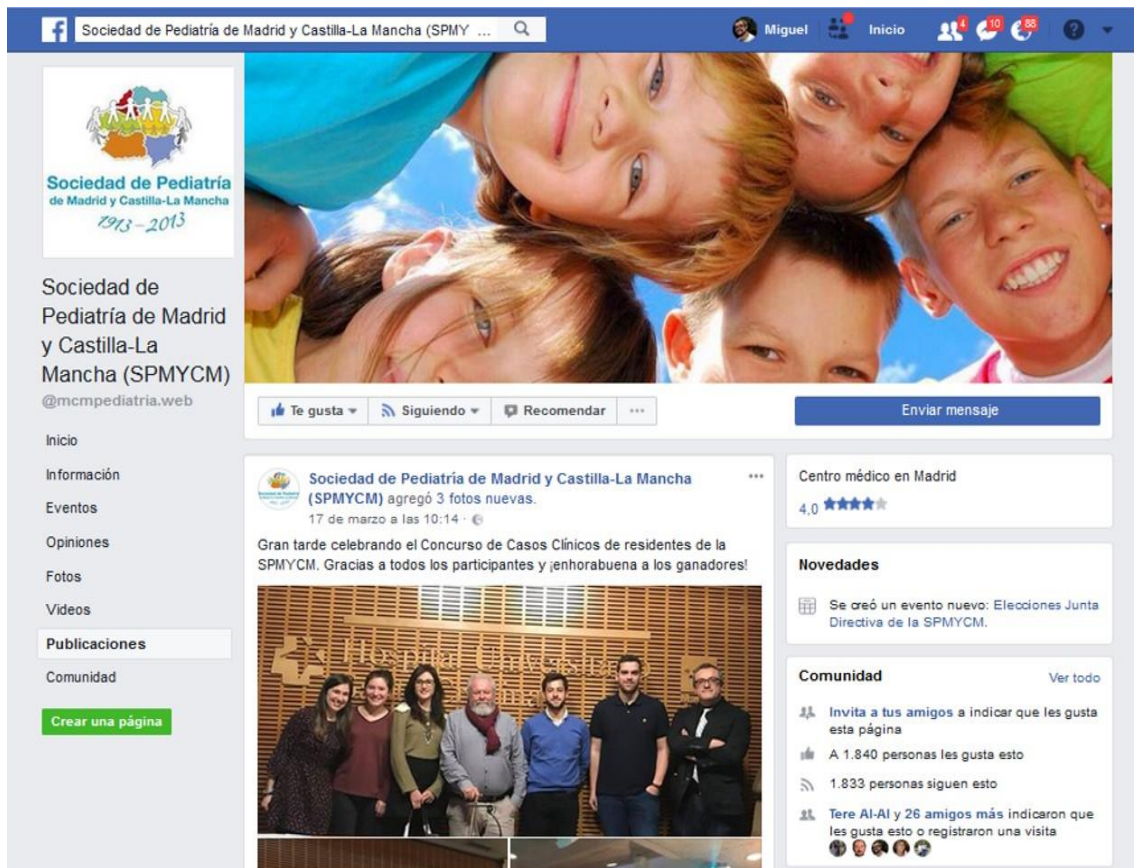 Sociedad de Pediatría de Madrid y Castilla-La Mancha (SPMY ...
Miguel
Inicio
4
10
88
?
Sociedad de Pediatría
de Madrid y Castilla-La Mancha
1913-2013
Sociedad de
Pediatría de Madrid
y Castilla-La
Mancha (SPMYCM)
@mcmpediatria.web
Inicio
Información
Eventos
Opiniones
Fotos
Videos
Publicaciones
Comunidad
Crear una página
Te gusta
Siguiendo
Recomendar
Enviar mensaje
Sociedad de Pediatría de Madrid y Castilla-La Mancha
(SPMYCM) agregó 3 fotos nuevas.
17 de marzo a las 10:14 ·
Gran tarde celebrando el Concurso de Casos Clínicos de residentes de la
SPMYCM. Gracias a todos los participantes y ¡enhorabuena a los ganadores!
Hospital Universitario
Centro médico en Madrid
4,0
Novedades
Se creó un evento nuevo: Elecciones Junta
Directiva de la SPMYCM.
Comunidad
Ver todo
Invita a tus amigos a indicar que les gusta
esta página
A 1.840 personas les gusta esto
1.833 personas siguen esto
Tere Al-Al y 26 amigos más indicaron que
les gusta esto o registraron una visita